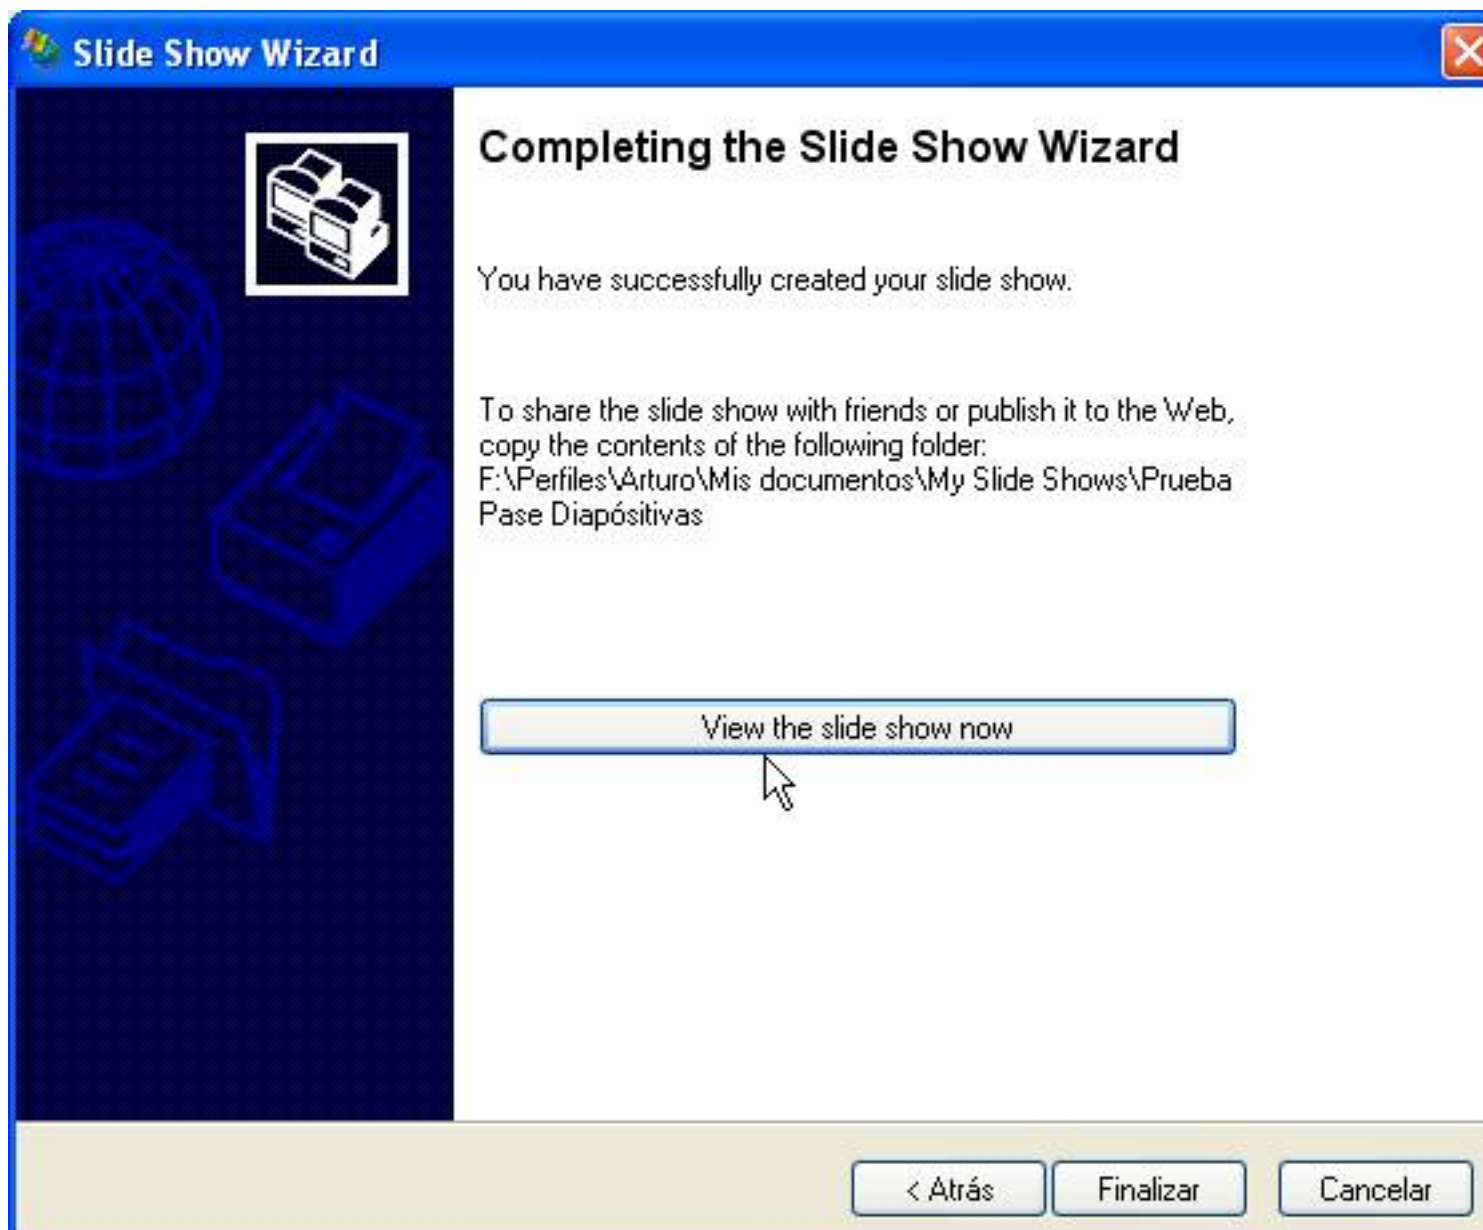 Slide Show Wizard
Completing the Slide Show Wizard
You have successfully created your slide show.
To share the slide show with friends or publish it to the Web,
copy the contents of the following folder:
F:\Perfiles\Arturo\Mis documentos\My Slide Shows\Prueba
Pase Diapósitivas
View the slide show now
< Atrás
Finalizar
Cancelar